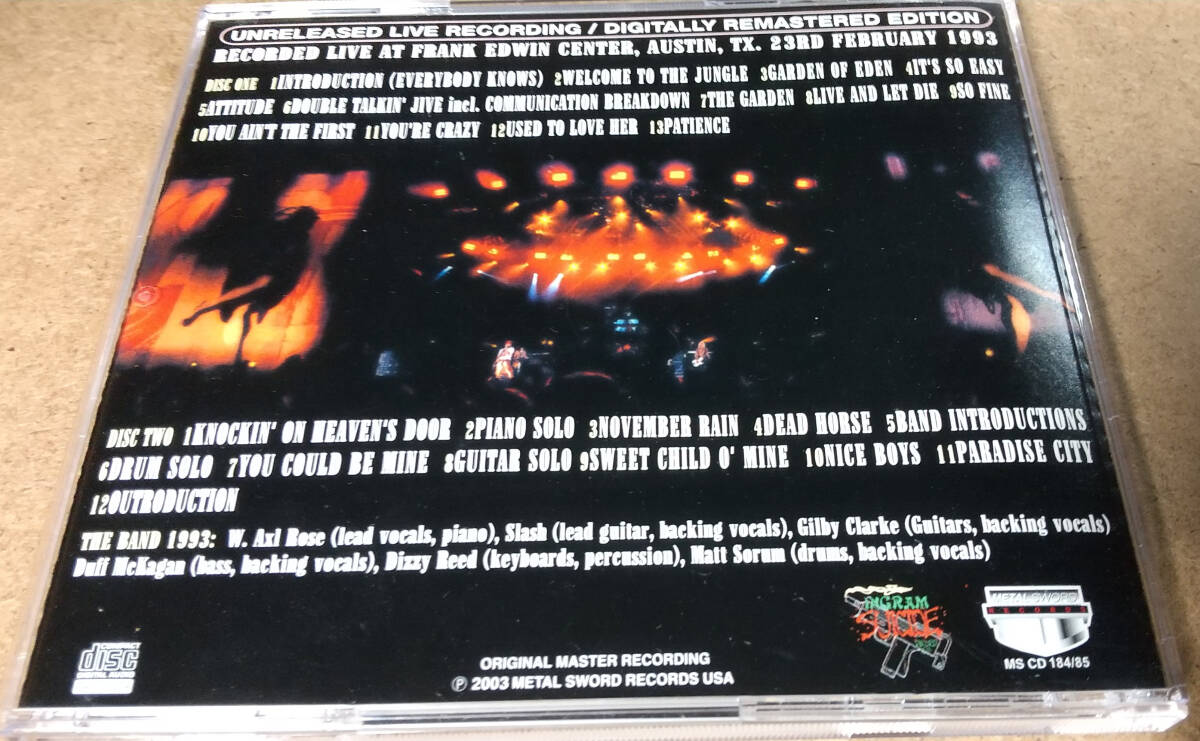 UNRELEASED LIVE RECORDING / DIGITALLY REMASTERED EDITION
RECORDED LIVE AT FRANK EDWIN CENTER, AUSTIN, TX. 23RD FEBRUARY 1993
DISC ONE 1INTRODUCTION (EVERYBODY KNOWS) 2WELCOME TO THE JUNGLE 3GARDEN OF EDEN 4IT'S SO EASY
5ATTITUDE 6DOUBLE TALKIN' JIVE incl. COMMUNICATION BREAKDOWN 7THE GARDEN 8LIVE AND LET DIE 9SO FINE
10YOU AIN'T THE FIRST 11YOU'RE CRAZY 12USED TO LOVE HER 13PATIENCE
DISC TWO 1KNOCKIN' ON HEAVEN'S DOOR 2PIANO SOLO 3NOVEMBER RAIN 4DEAD HORSE 5BAND INTRODUCTIONS
6DRUM SOLO 7YOU COULD BE MINE 8GUITAR SOLO 9SWEET CHILD O' MINE 10NICE BOYS 11PARADISE CITY
12OUTRODUCTION
THE BAND 1993: W. Axl Rose (lead vocals, piano), Slash (lead guitar, backing vocals), Gilby Clarke (Guitars, backing vocals)
Duff McKagan (bass, backing vocals), Dizzy Reed (keyboards, percussion), Matt Sorum (drums, backing vocals)
INGRAM
SUICIDE
METAL SWORD
RECORDS
MS CD 184/85
COMPACT
disc
DIGITAL AUDIO
ORIGINAL MASTER RECORDING
℗ 2003 METAL SWORD RECORDS USA